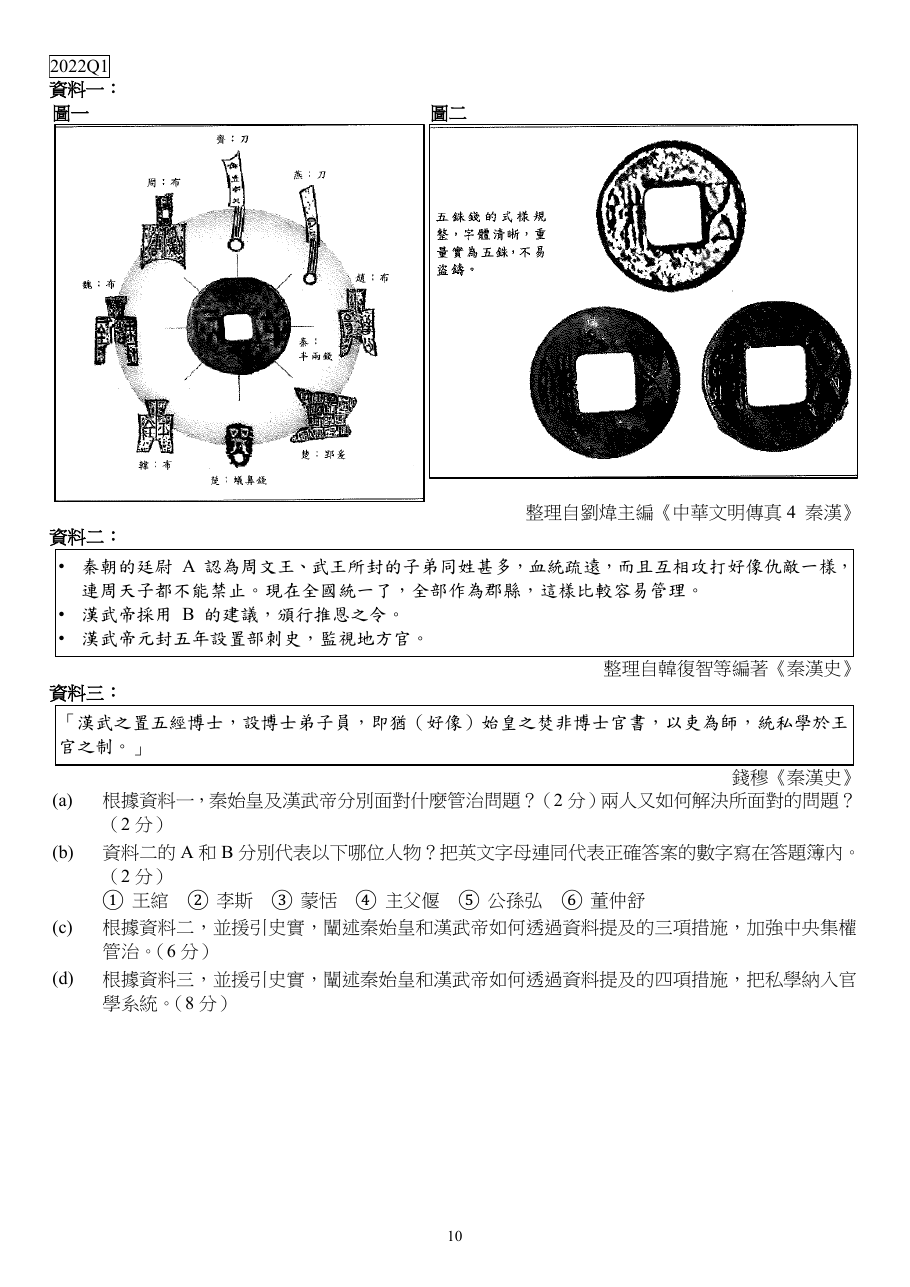 2022Q1
資料一：
圖一
圖二
齊：刀
燕：刀
周：布
趙：布
魏：布
秦：
半兩錢
韓：布
楚：郢爰
楚：蟻鼻錢
五銖錢的式樣規
整，字體清晰，重
量實為五銖，不易
盜鑄。
整理自劉煒主編《中華文明傳真 4 秦漢》
資料二：
• 秦朝的廷尉 A 認為周文王、武王所封的子弟同姓甚多，血統疏遠，而且互相攻打好像仇敵一樣，
連周天子都不能禁止。現在全國統一了，全部作為郡縣，這樣比較容易管理。
• 漢武帝採用 B 的建議，頒行推恩之令。
• 漢武帝元封五年設置部刺史，監視地方官。
整理自韓復智等編著《秦漢史》
資料三：
「漢武之置五經博士，設博士弟子員，即猶（好像）始皇之焚非博士官書，以吏為師，統私學於王
官之制。」
錢穆《秦漢史》
(a) 根據資料一，秦始皇及漢武帝分別面對什麼管治問題？（2 分）兩人又如何解決所面對的問題？
（2 分）
(b) 資料二的 A 和 B 分別代表以下哪位人物？把英文字母連同代表正確答案的數字寫在答題簿內。
（2 分）
① 王綰 ② 李斯 ③ 蒙恬 ④ 主父偃 ⑤ 公孫弘 ⑥ 董仲舒
(c) 根據資料二，並援引史實，闡述秦始皇和漢武帝如何透過資料提及的三項措施，加強中央集權
管治。（6 分）
(d) 根據資料三，並援引史實，闡述秦始皇和漢武帝如何透過資料提及的四項措施，把私學納入官
學系統。（8 分）
10